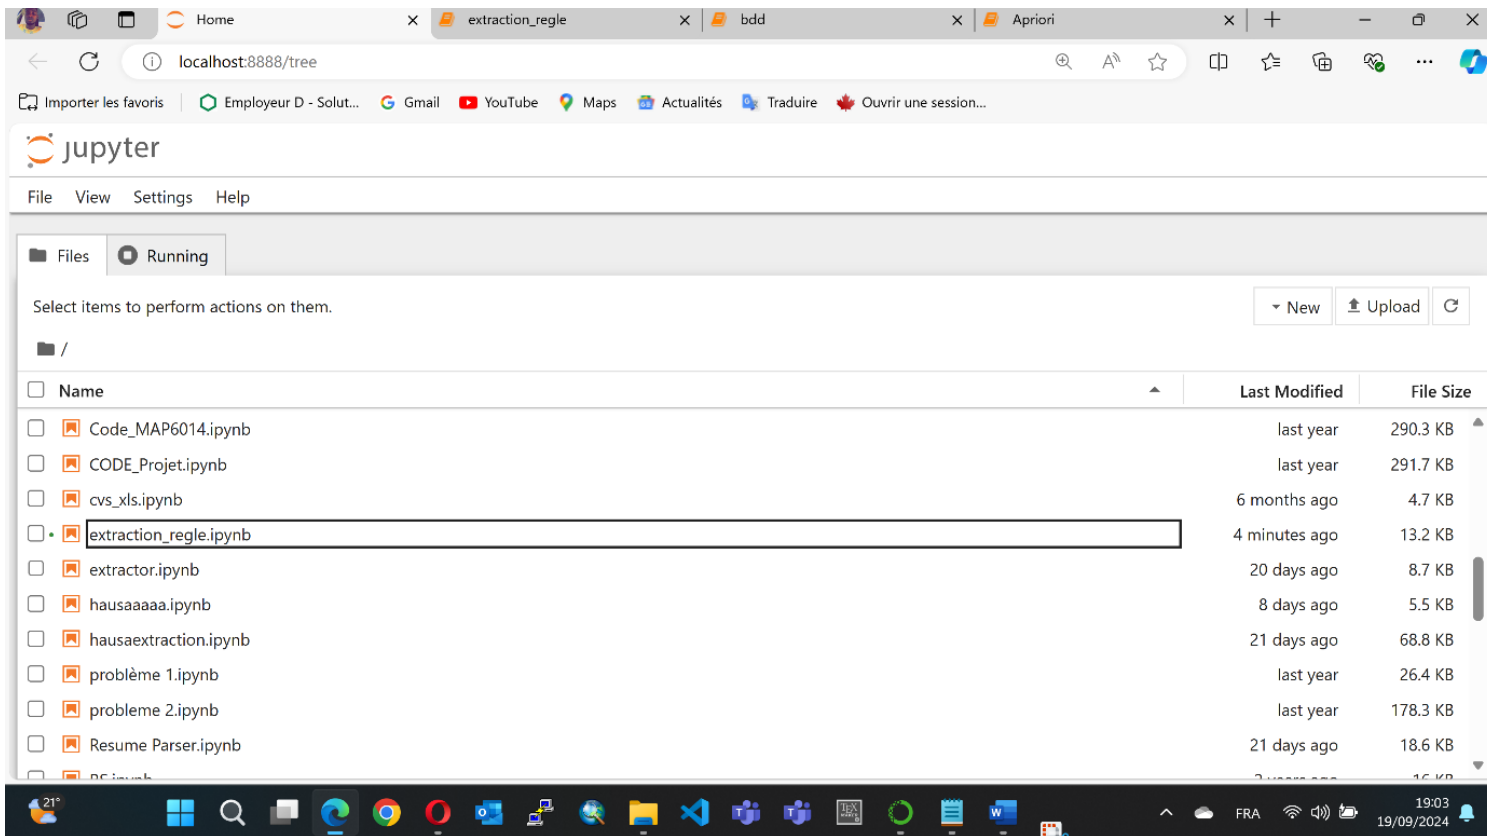 Home
extraction_regle
bdd
Apriori
localhost:8888/tree
Importer les favoris
Employeur D - Solut...
Gmail
YouTube
Maps
Actualités
Traduire
Ouvrir une session...
jupyter
File View Settings Help
Files
Running
Select items to perform actions on them.
New
Upload
/
Name Last Modified File Size
Code_MAP6014.ipynb last year 290.3 KB
CODE_Projet.ipynb last year 291.7 KB
cvs_xls.ipynb 6 months ago 4.7 KB
extraction_regle.ipynb 4 minutes ago 13.2 KB
extractor.ipynb 20 days ago 8.7 KB
hausaaaaa.ipynb 8 days ago 5.5 KB
hausaextraction.ipynb 21 days ago 68.8 KB
problème 1.ipynb last year 26.4 KB
probleme 2.ipynb last year 178.3 KB
Resume Parser.ipynb 21 days ago 18.6 KB
21°
FRA
19:03
19/09/2024